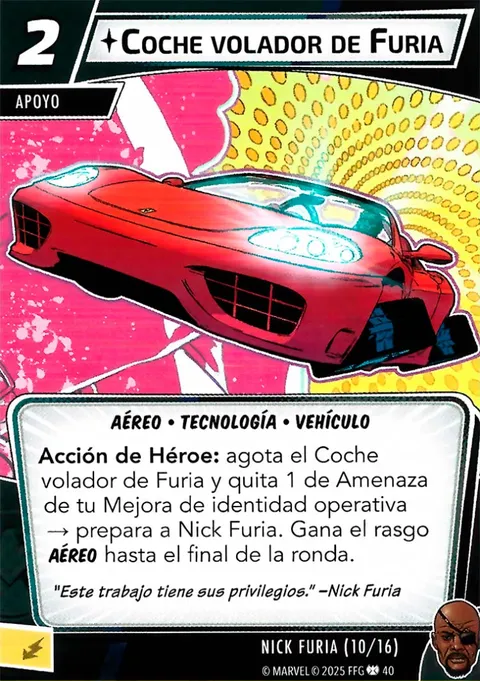 2
COCHE VOLADOR DE FURIA
APOYO
AÉREO • TECNOLOGÍA • VEHÍCULO
Acción de Héroe: agota el Coche
volador de Furia y quita 1 de Amenaza
de tu Mejora de identidad operativa
→ prepara a Nick Furia. Gana el rasgo
AÉREO hasta el final de la ronda.
"Este trabajo tiene sus privilegios." –Nick Furia
NICK FURIA (10/16)
© MARVEL © 2025 FFG 40